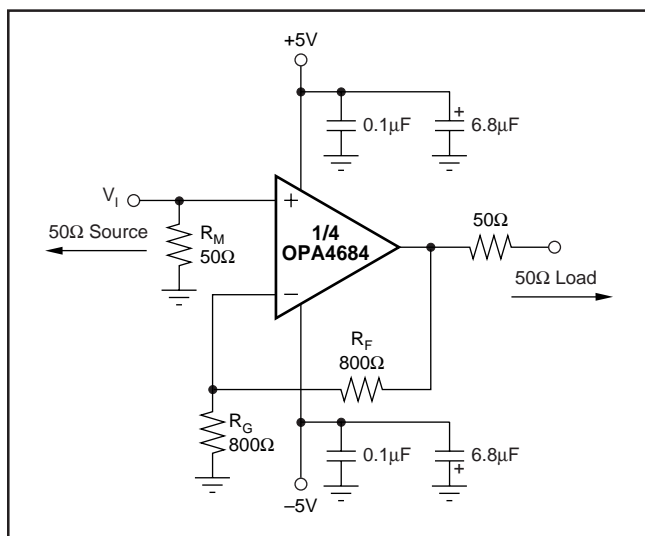 +5V
0.1μF
+
6.8μF
V_I
+
1/4
OPA4684
50Ω
50Ω Source
R_M
50Ω
50Ω Load
–
R_F
800Ω
R_G
800Ω
0.1μF
6.8μF
+
–5V